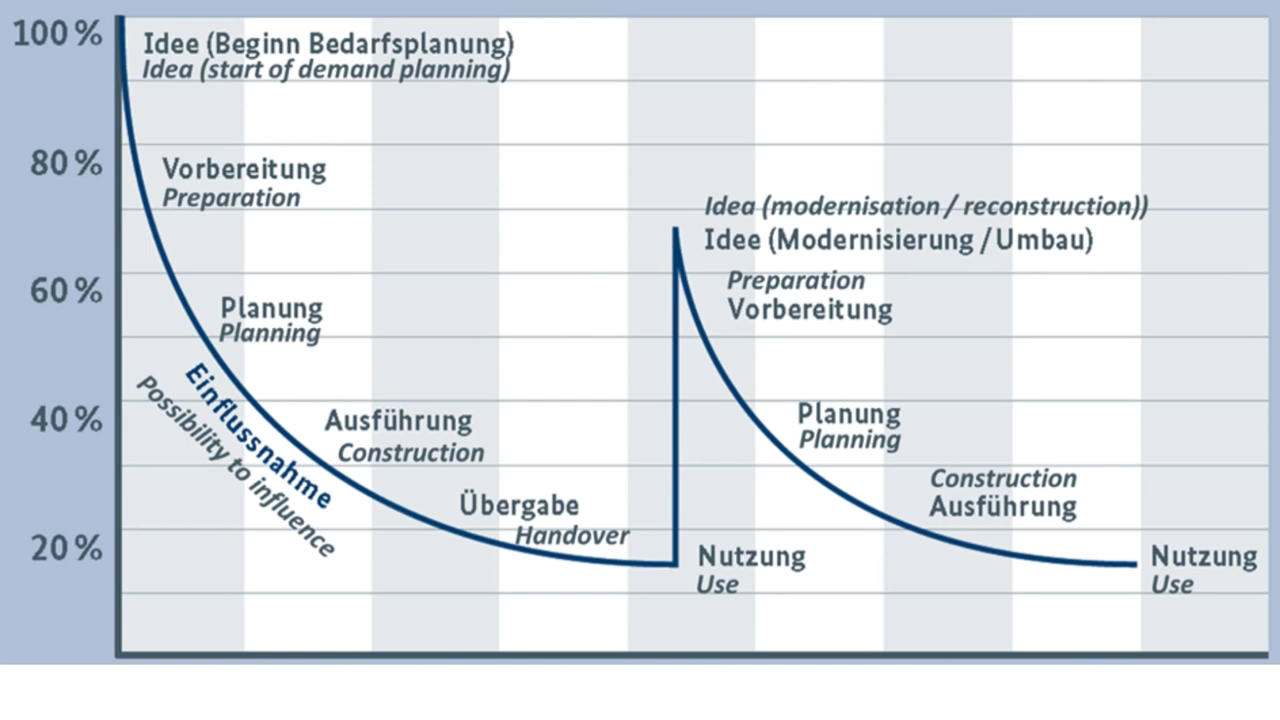 100 %
Idee (Beginn Bedarfsplanung)
Idea (start of demand planning)
80 %
Vorbereitung
Preparation
Idea (modernisation / reconstruction))
Idee (Modernisierung / Umbau)
60 %
Preparation
Vorbereitung
Planung
Planning
Einflussnahme
Possibility to influence
40 %
Ausführung
Construction
Planung
Planning
Construction
Ausführung
Übergabe
Handover
20 %
Nutzung
Use
Nutzung
Use